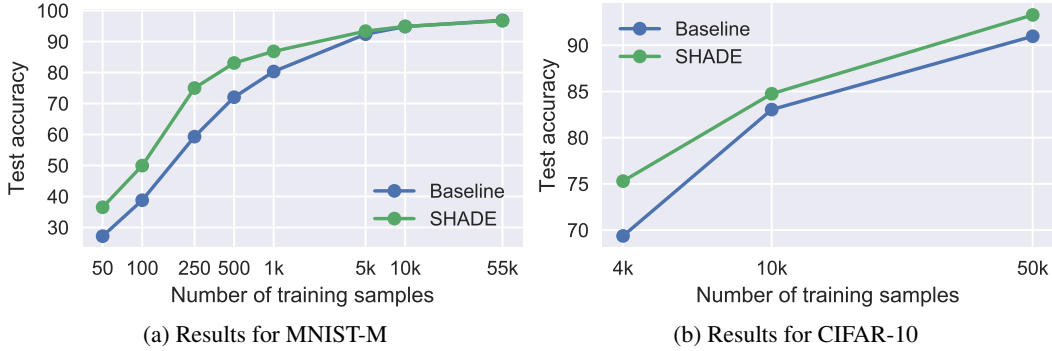 100
90
80
70
60
50
40
30
Test accuracy
Baseline
SHADE
50 100 250 500 1k 5k 10k 55k
Number of training samples
(a) Results for MNIST-M
90
85
80
75
70
Test accuracy
Baseline
SHADE
4k 10k 50k
Number of training samples
(b) Results for CIFAR-10